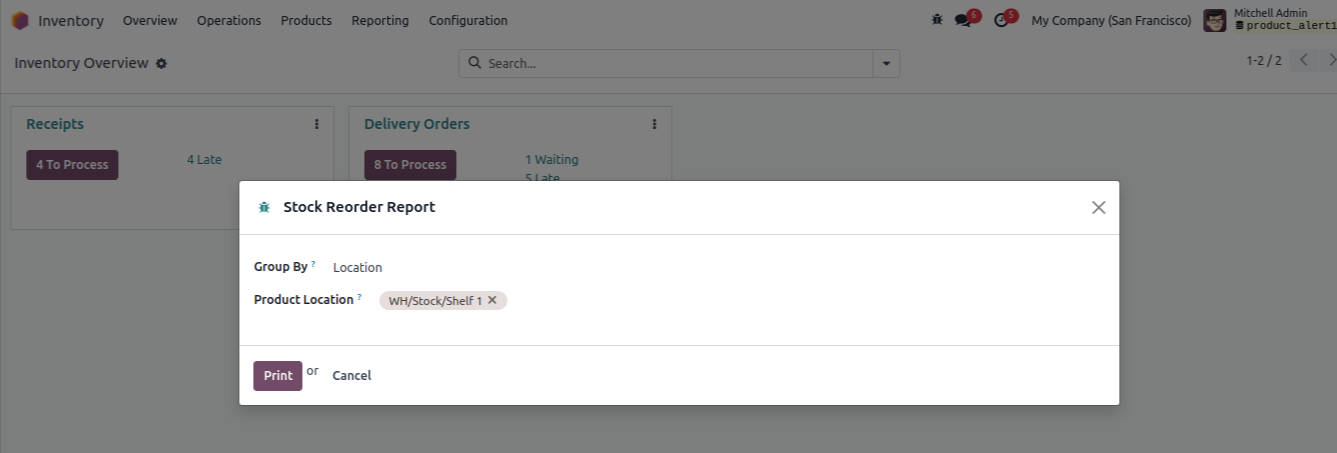 Inventory Overview Operations Products Reporting Configuration 6 5 My Company (San Francisco) Mitchell Admin
product_alert1
Inventory Overview Search... 1-2 / 2
Receipts Delivery Orders
4 To Process 4 Late 8 To Process 1 Waiting
5 Late
Stock Reorder Report
Group By ? Location
Product Location ? WH/Stock/Shelf 1 ✕
Print or Cancel